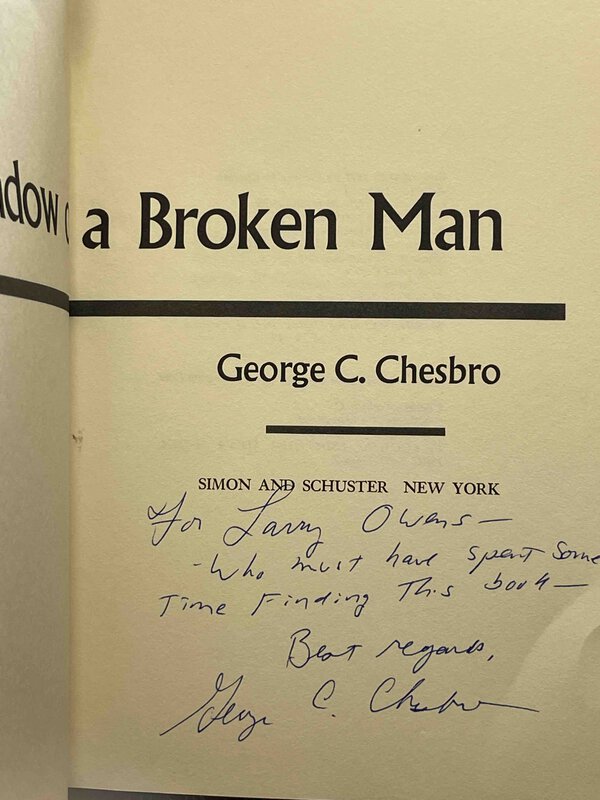 adow o a Broken Man
George C. Chesbro
SIMON AND SCHUSTER NEW YORK
For Larry Owens —
- Who must have spent some
Time Finding This book —
Best regards,
George C. Chesbro